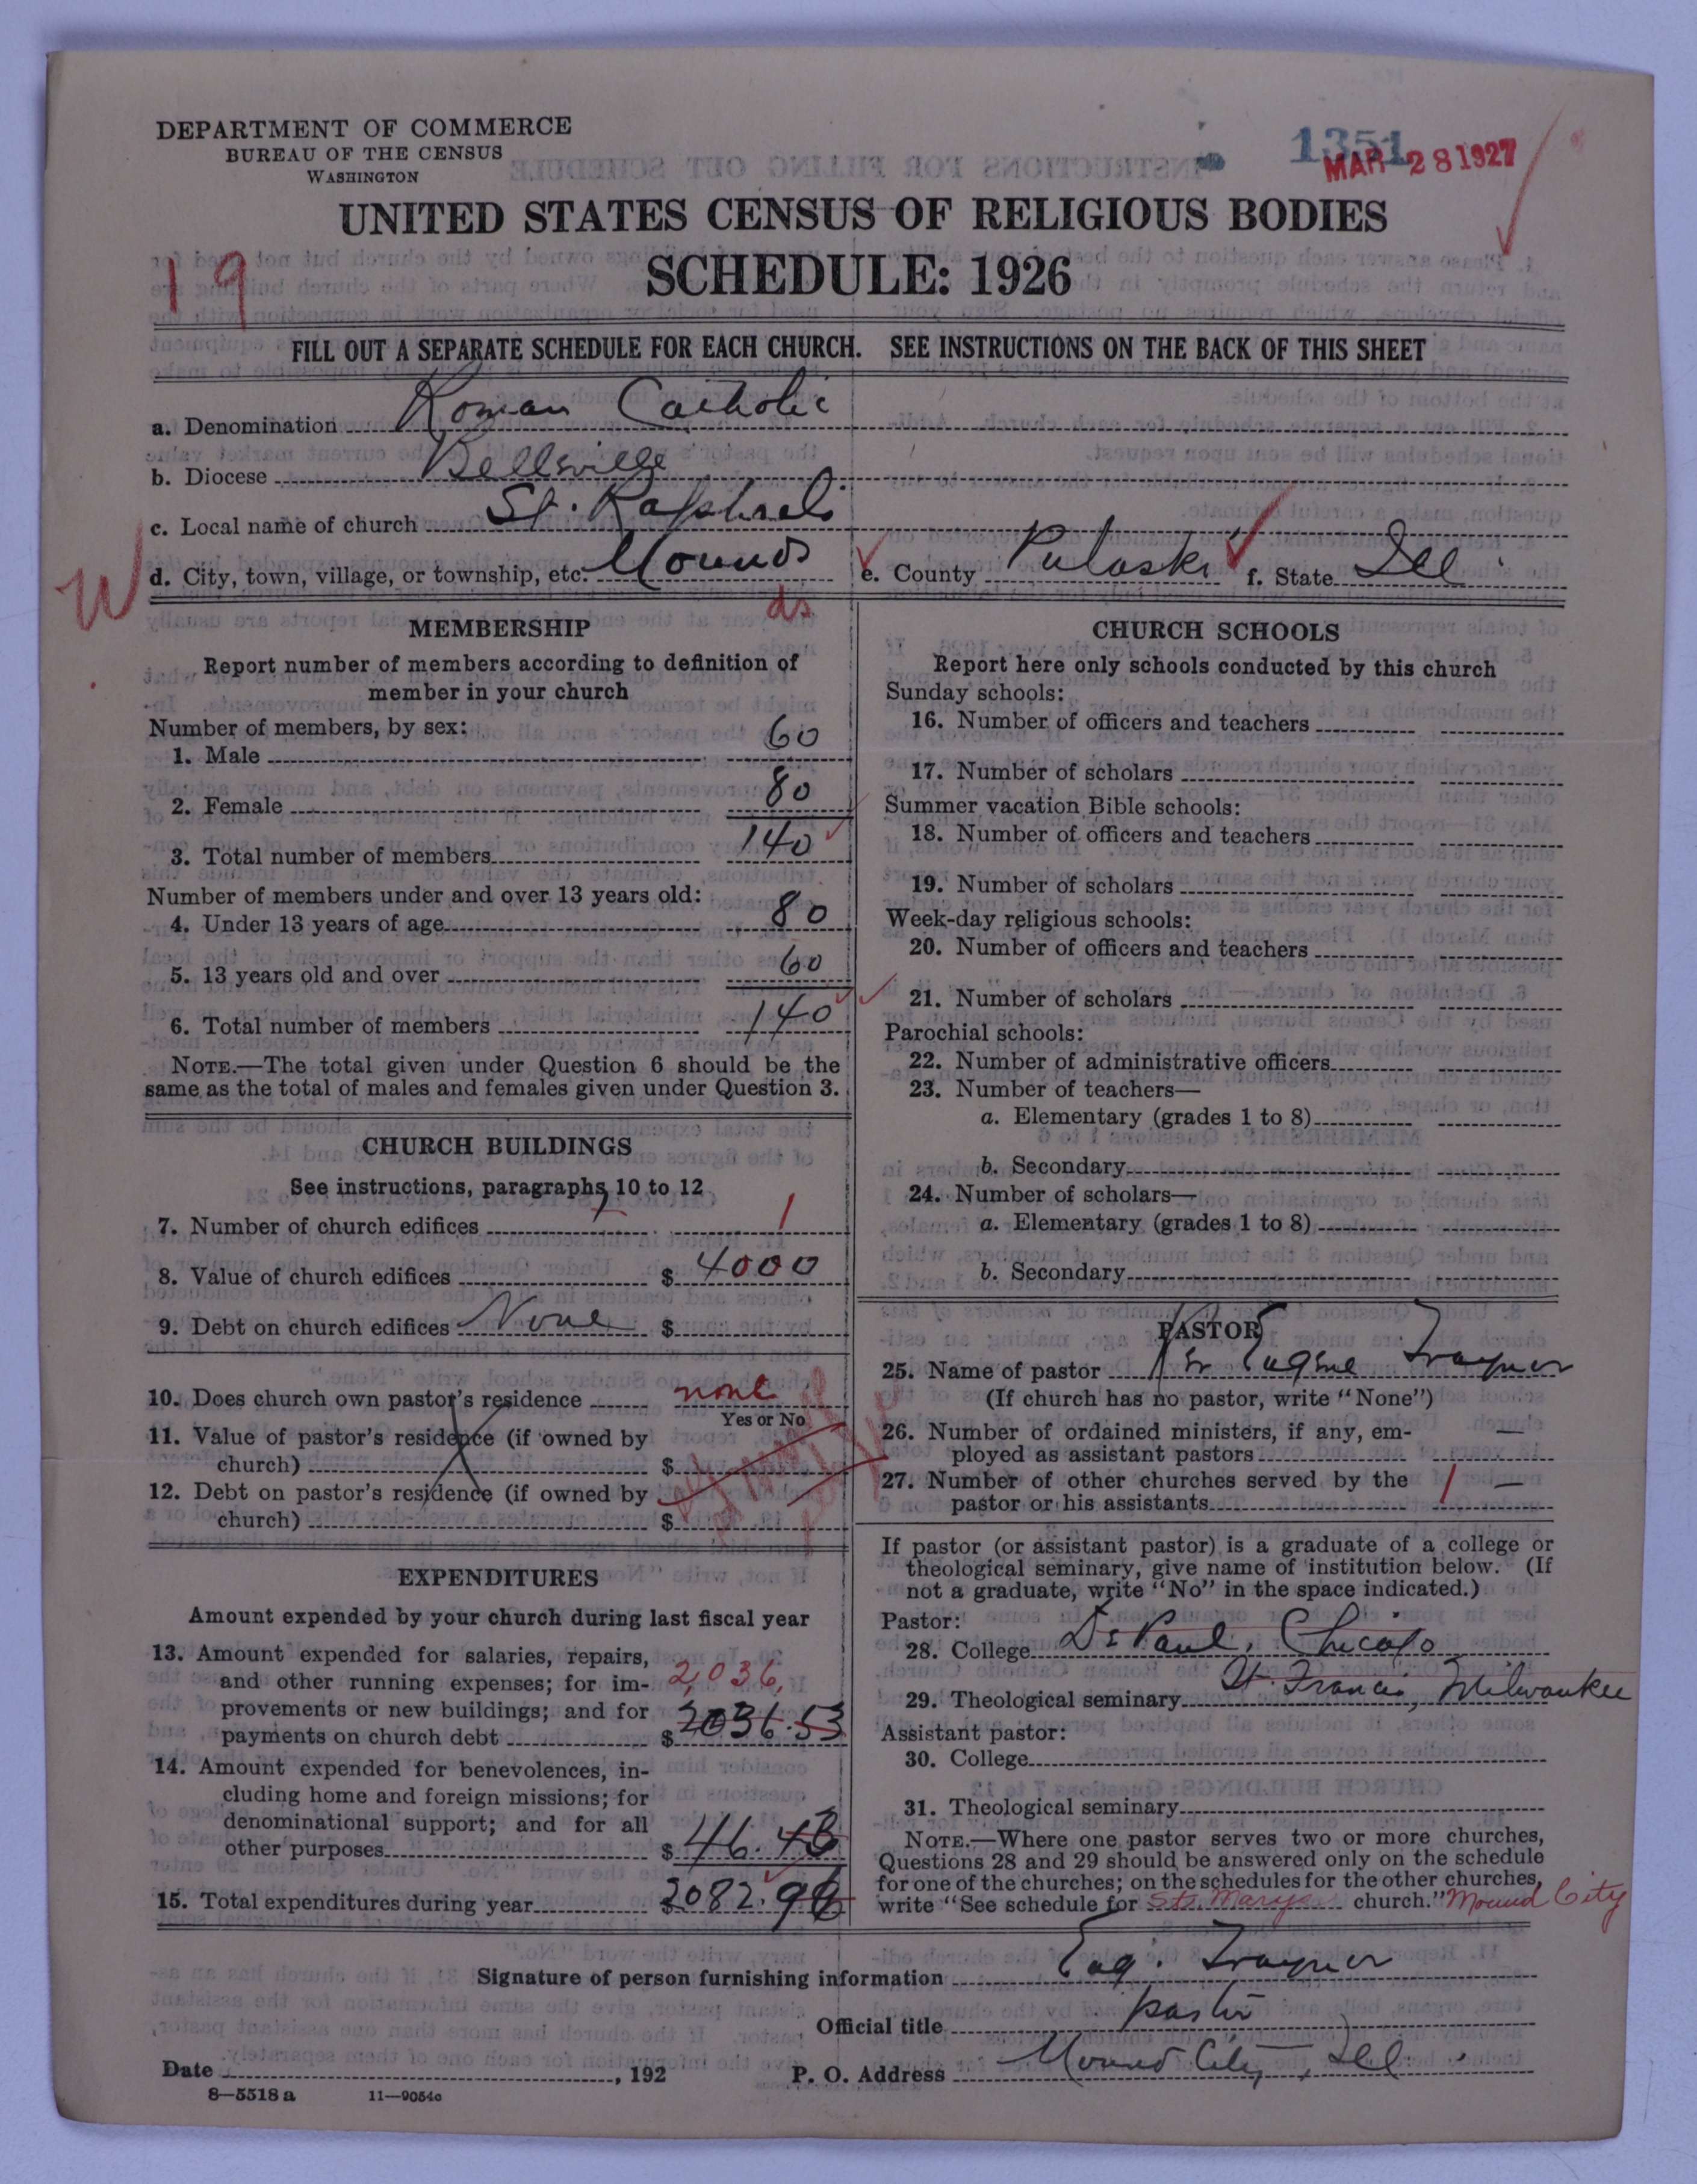 DEPARTMENT OF COMMERCE
BUREAU OF THE CENSUS
WASHINGTON
1351
MAR 28 1927
UNITED STATES CENSUS OF RELIGIOUS BODIES
SCHEDULE: 1926
19
FILL OUT A SEPARATE SCHEDULE FOR EACH CHURCH. SEE INSTRUCTIONS ON THE BACK OF THIS SHEET
a. Denomination Roman Catholic
b. Diocese Bellsville
c. Local name of church St. Raphaels
W
d. City, town, village, or township, etc. Mounds e. County Pulaski f. State Ill.
ds
MEMBERSHIP
Report number of members according to definition of
member in your church
Number of members, by sex:
1. Male 60
2. Female 80
3. Total number of members 140
Number of members under and over 13 years old:
4. Under 13 years of age 80
5. 13 years old and over 60
6. Total number of members 140
NOTE.—The total given under Question 6 should be the
same as the total of males and females given under Question 3.
CHURCH BUILDINGS
See instructions, paragraphs 10 to 12
7. Number of church edifices 1
8. Value of church edifices $ 4000
9. Debt on church edifices None $
10. Does church own pastor's residence none
Yes or No
11. Value of pastor's residence (if owned by
church) $
12. Debt on pastor's residence (if owned by
church) $
EXPENDITURES
Amount expended by your church during last fiscal year
13. Amount expended for salaries, repairs,
and other running expenses; for im- 2,036,
provements or new buildings; and for
payments on church debt $ 2036.53
14. Amount expended for benevolences, in-
cluding home and foreign missions; for
denominational support; and for all
other purposes $ 46.43
15. Total expenditures during year $2082.96
CHURCH SCHOOLS
Report here only schools conducted by this church
Sunday schools:
16. Number of officers and teachers
17. Number of scholars
Summer vacation Bible schools:
18. Number of officers and teachers
19. Number of scholars
Week-day religious schools:
20. Number of officers and teachers
21. Number of scholars
Parochial schools:
22. Number of administrative officers
23. Number of teachers—
a. Elementary (grades 1 to 8)
b. Secondary
24. Number of scholars—
a. Elementary (grades 1 to 8)
b. Secondary
PASTOR
25. Name of pastor Rev Eugene Traynor
(If church has no pastor, write "None")
26. Number of ordained ministers, if any, em-
ployed as assistant pastors —
27. Number of other churches served by the
pastor or his assistants 1 —
If pastor (or assistant pastor) is a graduate of a college or
theological seminary, give name of institution below. (If
not a graduate, write "No" in the space indicated.)
Pastor:
28. College De Paul, Chicago
29. Theological seminary St. Francis, Milwaukee
Assistant pastor:
30. College
31. Theological seminary
NOTE.—Where one pastor serves two or more churches,
Questions 28 and 29 should be answered only on the schedule
for one of the churches; on the schedules for the other churches,
write "See schedule for Sts. Marys church." Mound City
Signature of person furnishing information Eug. Traynor
Official title pastor
Date , 192 P. O. Address Mound City, Ill.
8—5518 a 11—9054c